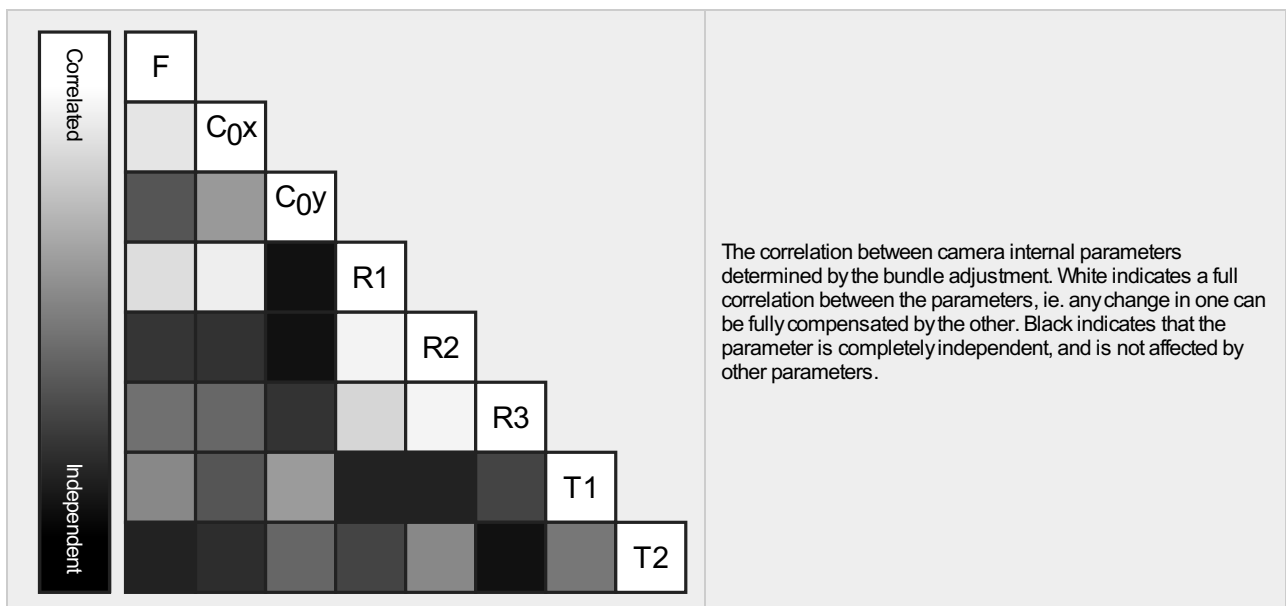 Correlated
Independent
F
C0x
C0y
R1
R2
R3
T1
T2
The correlation between camera internal parameters
determined by the bundle adjustment. White indicates a full
correlation between the parameters, ie. any change in one can
be fully compensated by the other. Black indicates that the
parameter is completely independent, and is not affected by
other parameters.